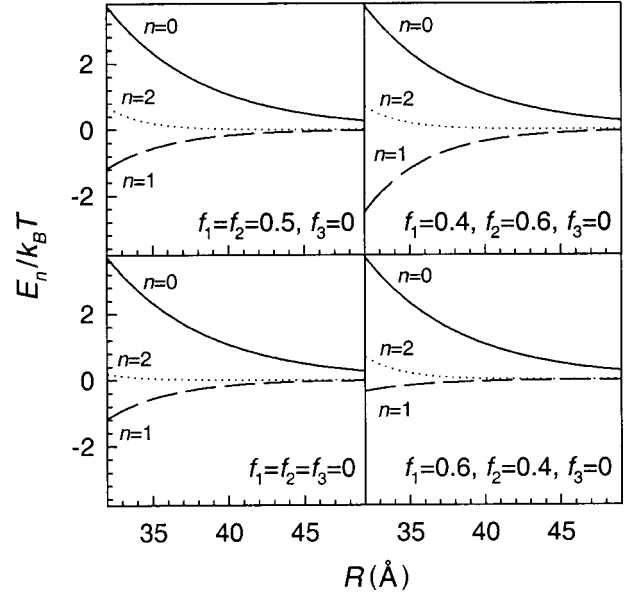 n=0
n=2
n=1
f₁=f₂=0.5, f₃=0
n=0
n=2
n=1
f₁=0.4, f₂=0.6, f₃=0
n=0
n=2
n=1
f₁=f₂=f₃=0
n=0
n=2
n=1
f₁=0.6, f₂=0.4, f₃=0
2
0
-2
2
0
-2
Eₙ/k_BT
35
40
45
35
40
45
R(Å)